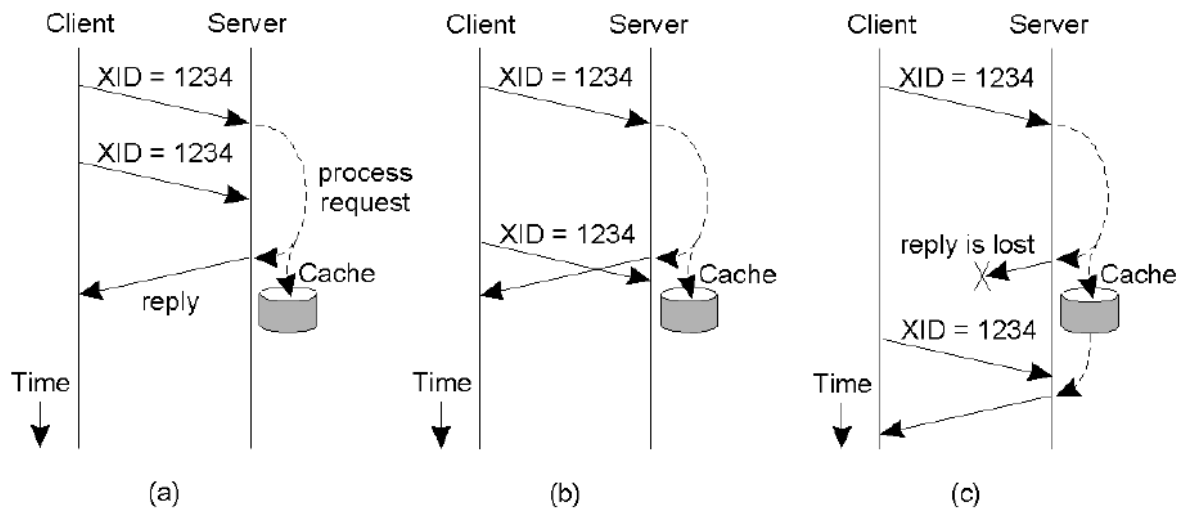 Client Server
XID = 1234
XID = 1234
process
request
Cache
reply
Time
(a)
Client Server
XID = 1234
XID = 1234
Cache
(b)
Client Server
XID = 1234
reply is lost
Cache
XID = 1234
Time
(c)